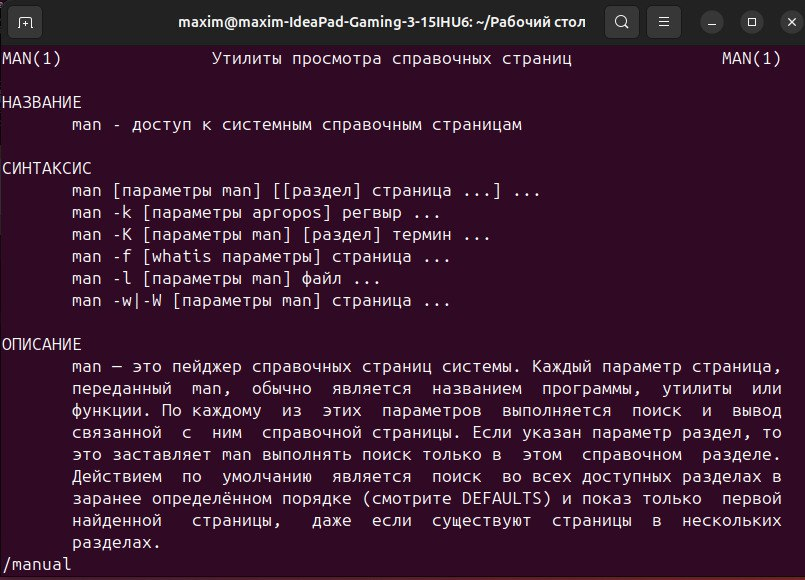 maxim@maxim-IdeaPad-Gaming-3-15IHU6: ~/Рабочий стол
MAN(1) Утилиты просмотра справочных страниц MAN(1)
НАЗВАНИЕ
man - доступ к системным справочным страницам
СИНТАКСИС
man [параметры man] [[раздел] страница ...] ...
man -k [параметры apropos] регвыр ...
man -K [параметры man] [раздел] термин ...
man -f [whatis параметры] страница ...
man -l [параметры man] файл ...
man -w|-W [параметры man] страница ...
ОПИСАНИЕ
man — это пейджер справочных страниц системы. Каждый параметр страница,
переданный man, обычно является названием программы, утилиты или
функции. По каждому из этих параметров выполняется поиск и вывод
связанной с ним справочной страницы. Если указан параметр раздел, то
это заставляет man выполнять поиск только в этом справочном разделе.
Действием по умолчанию является поиск во всех доступных разделах в
заранее определённом порядке (смотрите DEFAULTS) и показ только первой
найденной страницы, даже если существуют страницы в нескольких
разделах.
/manual